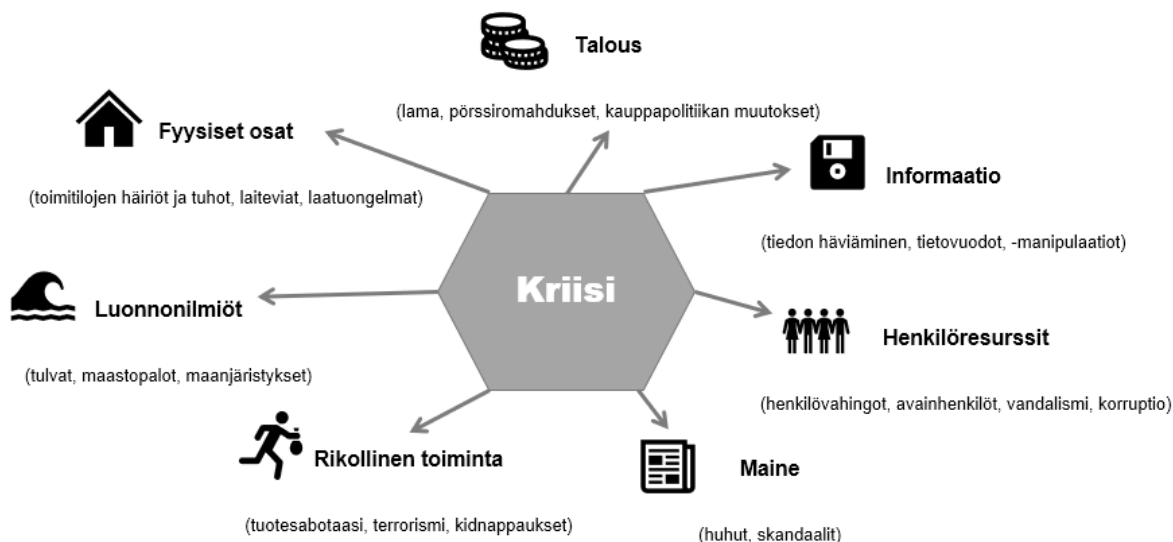 Talous
(lama, pörssiromahdukset, kauppapolitiikan muutokset)
Fyysiset osat
(toimitilojen häiriöt ja tuhot, laiteviat, laatuongelmat)
Informaatio
(tiedon häviäminen, tietovuodot, -manipulaatiot)
Kriisi
Luonnonilmiöt
(tulvat, maastopalot, maanjäristykset)
Henkilöresurssit
(henkilövahingot, avainhenkilöt, vandalismi, korruptio)
Rikollinen toiminta
(tuotesabotaasi, terrorismi, kidnappaukset)
Maine
(huhut, skandaalit)